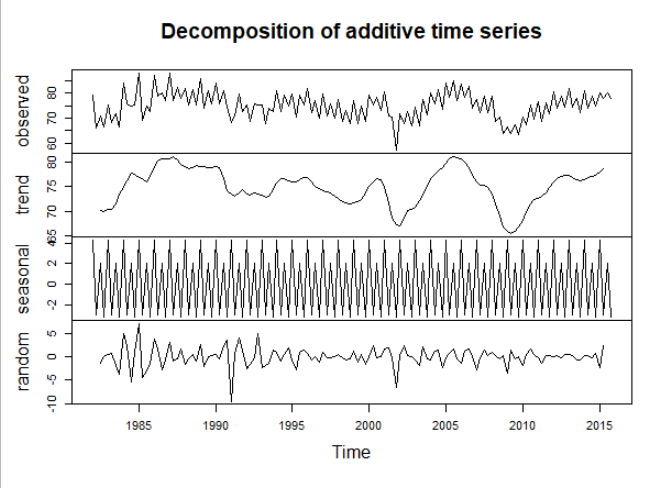 Decomposition of additive time series
observed
60 70 80
trend
65 70 75 80
seasonal
-2 0 2 4
random
-10 -5 0 5
1985 1990 1995 2000 2005 2010 2015
Time